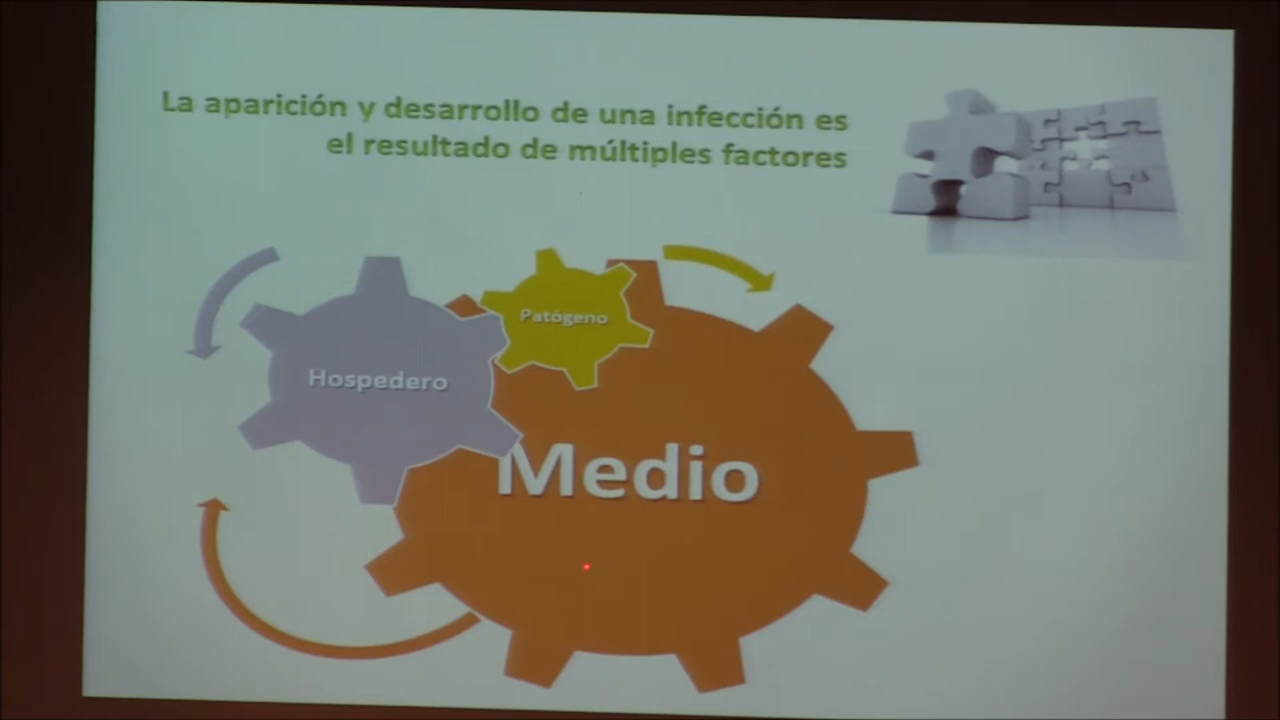 La aparición y desarrollo de una infección es
el resultado de múltiples factores
Patógeno
Hospedero
Medio